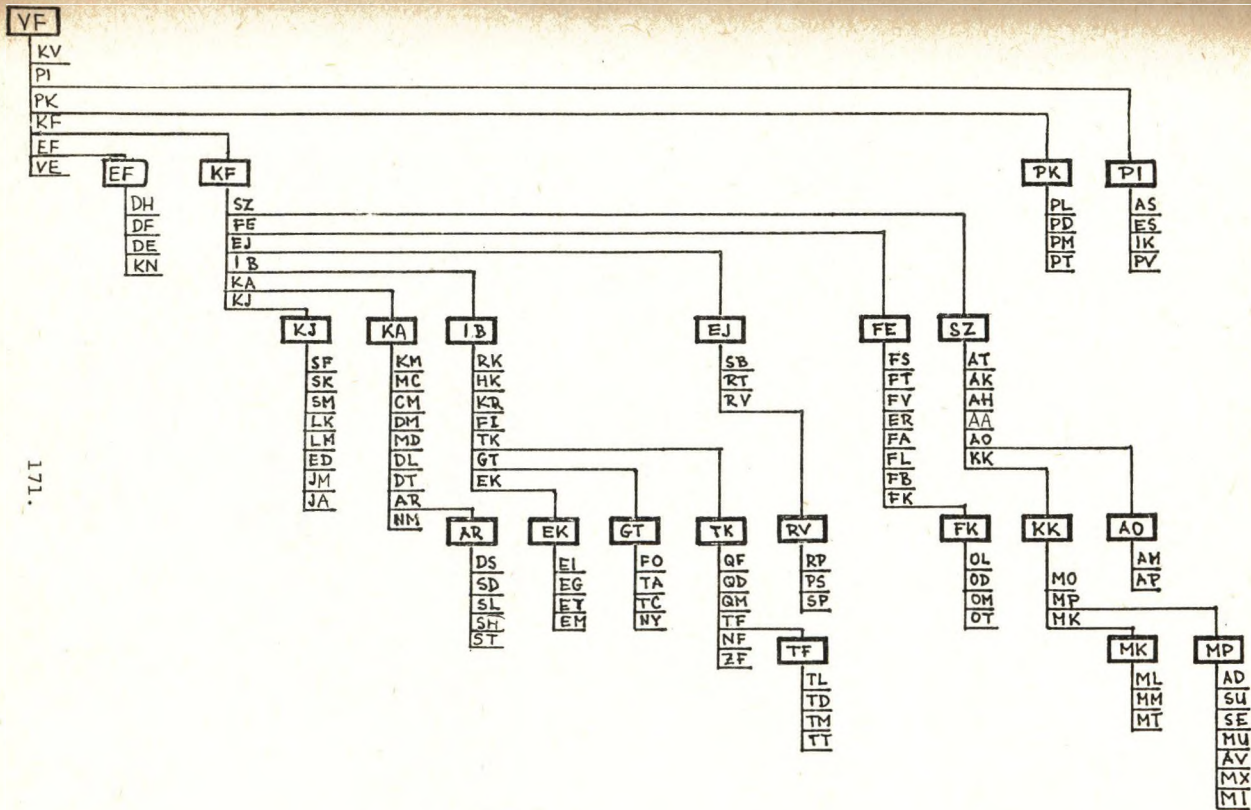 VF
KV
PI
PK
KF
EF
VE
EF
DH
DF
DE
KN
KF
SZ
FE
EJ
IB
KA
KJ
PK
PL
PD
PM
PT
PI
AS
ES
IK
PV
KJ
SF
SK
SM
LK
LM
ED
JM
JA
KA
KM
MC
CM
DM
MD
DL
DT
AR
NM
IB
RK
HK
KR
FI
TK
GT
EK
EJ
SB
RT
RV
FE
FS
FT
FV
ER
FA
FL
FB
FK
SZ
AT
AK
AH
AA
AO
KK
AR
DS
SD
SL
ST
EK
EG
EM
GT
FO
TA
TC
NY
TK
QF
QD
QM
TF
NF
ZF
RV
RP
PS
SP
FK
OL
OD
OM
OT
KK
MO
MP
MK
AO
AM
AP
TF
TL
TD
TM
TT
MK
ML
MM
MT
MP
AD
SU
SE
MU
AV
MX
MI
171.